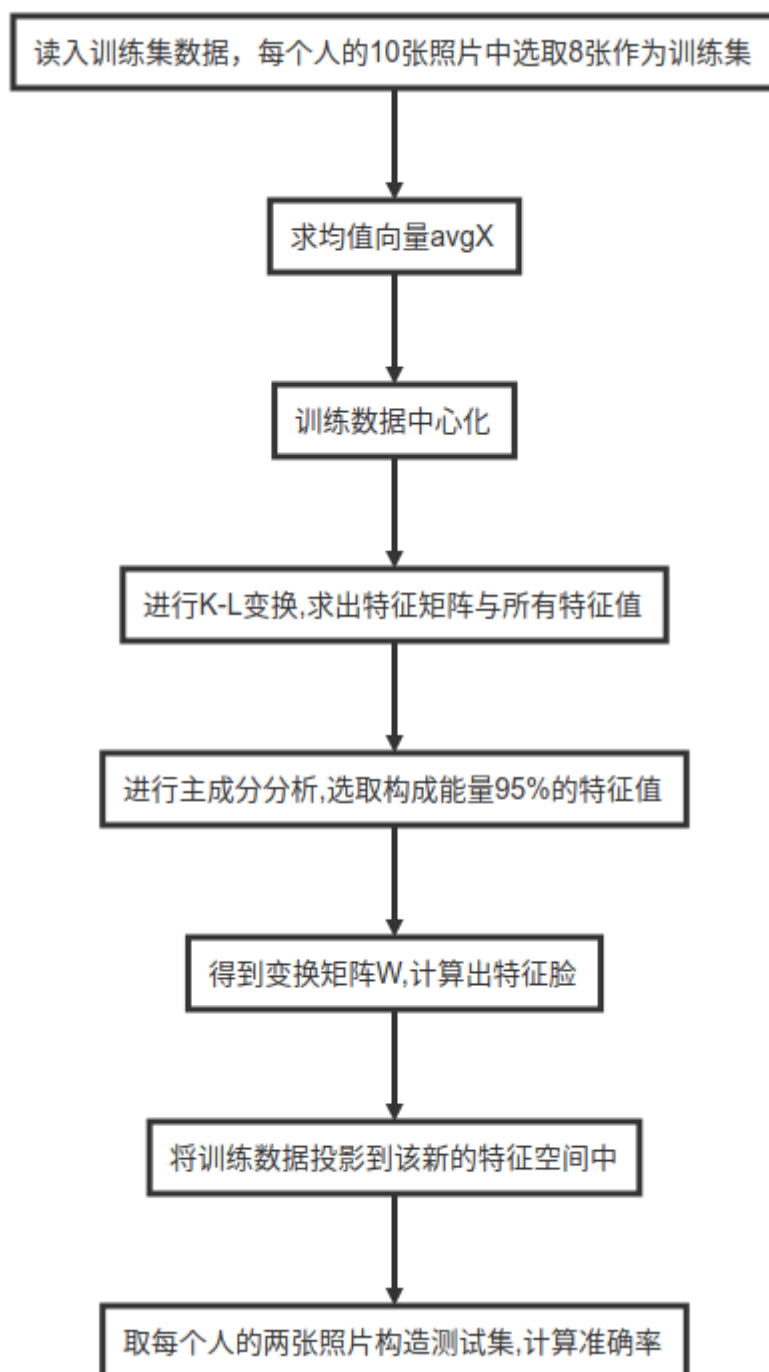 读入训练集数据，每个人的10张照片中选取8张作为训练集
求均值向量avgX
训练数据中心化
进行K-L变换,求出特征矩阵与所有特征值
进行主成分分析,选取构成能量95%的特征值
得到变换矩阵W,计算出特征脸
将训练数据投影到该新的特征空间中
取每个人的两张照片构造测试集,计算准确率